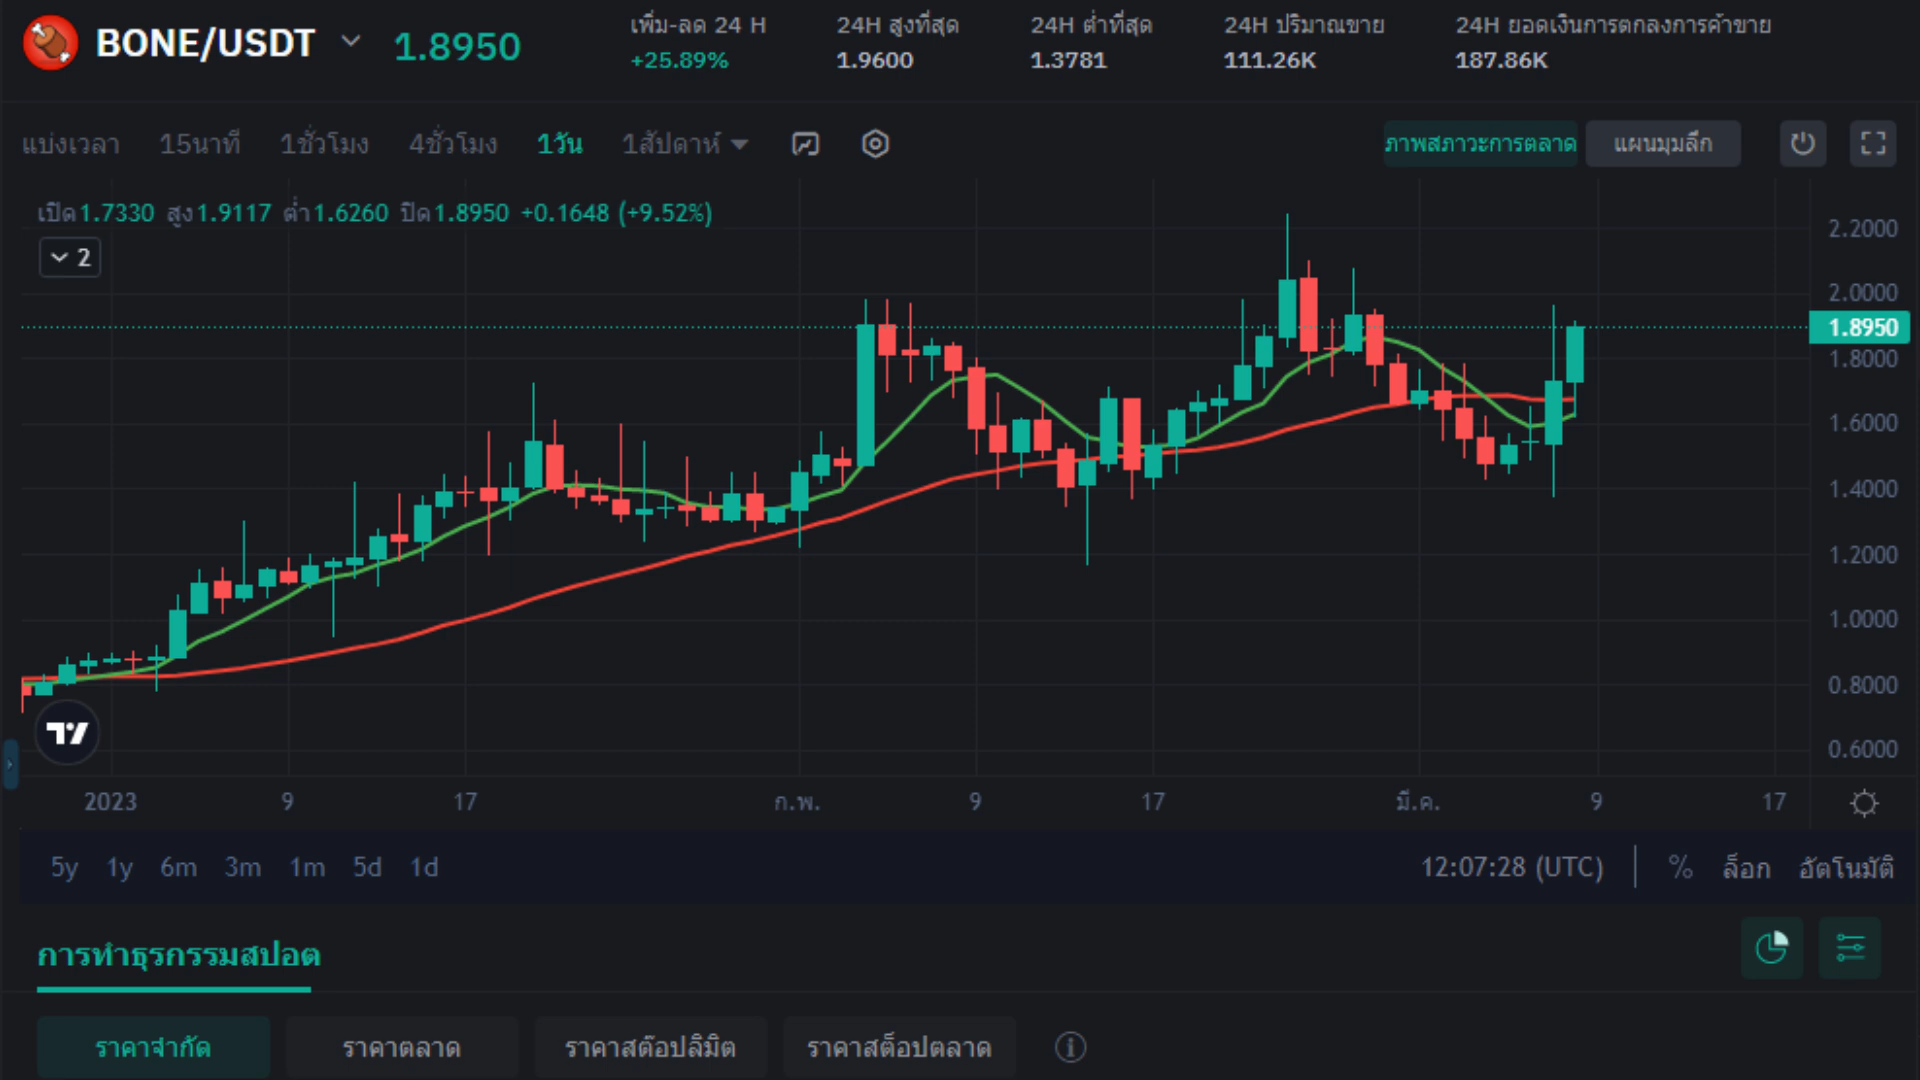 BONE/USDT 1.8950 เพิ่ม-ลด 24 H 24H สูงที่สุด 24H ต่ำที่สุด 24H ปริมาณขาย 24H ยอดเงินการตกลงการค้าขาย
+25.89% 1.9600 1.3781 111.26K 187.86K
แบ่งเวลา 15นาที 1ชั่วโมง 4ชั่วโมง 1วัน 1สัปดาห์ ภาพสภาวะการตลาด แผนมุมลึก
เปิด1.7330 สูง1.9117 ต่ำ1.6260 ปิด1.8950 +0.1648 (+9.52%)
2
2.2000
2.0000
1.8950
1.8000
1.6000
1.4000
1.2000
1.0000
0.8000
0.6000
2023 9 17 ก.พ. 9 17 มี.ค. 9 17
5y 1y 6m 3m 1m 5d 1d 12:07:28 (UTC) % ล็อก อัตโนมัติ
การทำธุรกรรมสปอต
ราคาจำกัด ราคาตลาด ราคาสต๊อปลิมิต ราคาสต็อปตลาด